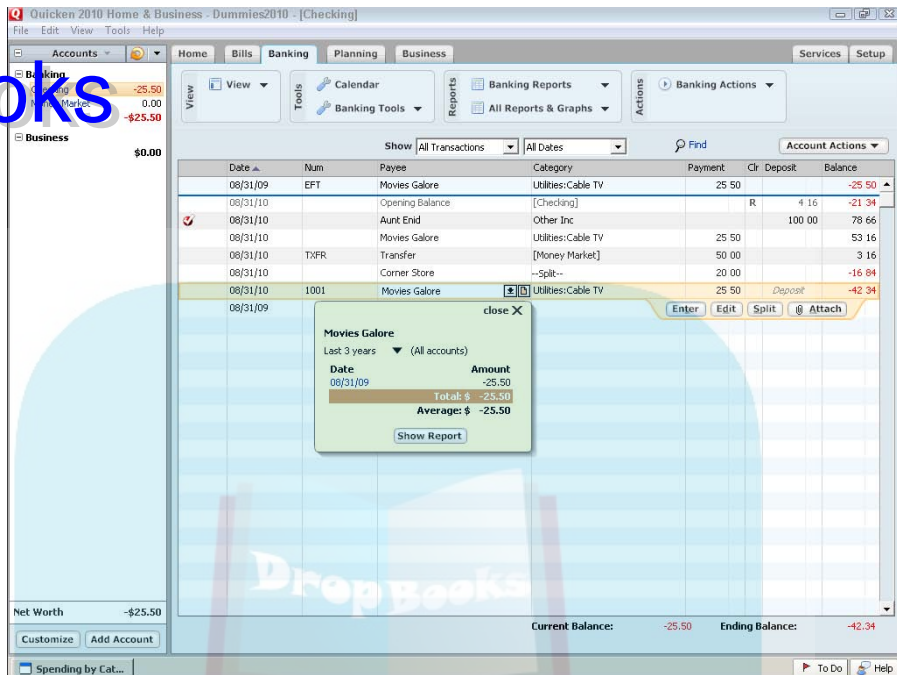 Quicken 2010 Home & Business - Dummies2010 - [Checking]
File Edit View Tools Help
Accounts
Home Bills Banking Planning Business Services Setup
Banking
-25.50
Money Market 0.00
-$25.50
Business
$0.00
ooks
View View
Tools Calendar
Banking Tools
Reports Banking Reports
All Reports & Graphs
Actions Banking Actions
Show All Transactions All Dates Find Account Actions
Date Num Payee Category Payment Clr Deposit Balance
08/31/09 EFT Movies Galore Utilities:Cable TV 25 50 -25 50
08/31/10 Opening Balance [Checking] R 4 16 -21 34
08/31/10 Aunt Enid Other Inc 100 00 78 66
08/31/10 Movies Galore Utilities:Cable TV 25 50 53 16
08/31/10 TXFR Transfer [Money Market] 50 00 3 16
08/31/10 Corner Store --Split-- 20 00 -16 84
08/31/10 1001 Movies Galore Utilities:Cable TV 25 50 Deposit -42 34
08/31/09 Enter Edit Split Attach
close X
Movies Galore
Last 3 years (All accounts)
Date Amount
08/31/09 -25.50
Total: $ -25.50
Average: $ -25.50
Show Report
DropBooks
Net Worth -$25.50
Current Balance: -25.50 Ending Balance: -42.34
Customize Add Account
Spending by Cat... To Do Help